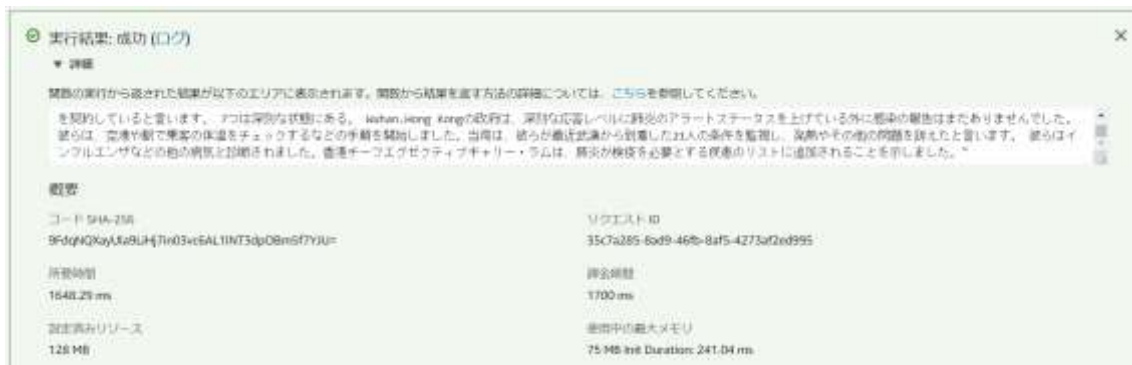 実行結果: 成功 (ログ)
▼ 詳細
関数の実行から返された結果が以下のエリアに表示されます。関数から結果を返す方法の詳細については、こちらを参照してください。
を契約していると言います。 7つは深刻な状態にある。 Wuhan.Hong Kongの政府は、深刻な応答レベルに肺炎のアラートステータスを上げている外に感染の報告はまだありませんでした。
彼らは、空港や駅で乗客の体温をチェックするなどの手順を開始しました。当局は、彼らが最近武漢から到着した21人の条件を監視し、発熱やその他の問題を訴えたと言います。 彼らはイ
ンフルエンザなどの他の病気と診断されました。香港チーフエグゼクティブキャリー・ラムは、肺炎が検疫を必要とする疾患のリストに追加されることを示しました。"
概要
コード SHA-256
リクエスト ID
35c7a285-8ad9-46fb-8af5-4273af2ed995
所要時間
課金時間
1648.29 ms
1700 ms
設定済みリソース
使用中の最大メモリ
128 MB
75 MB Init Duration: 241.04 ms